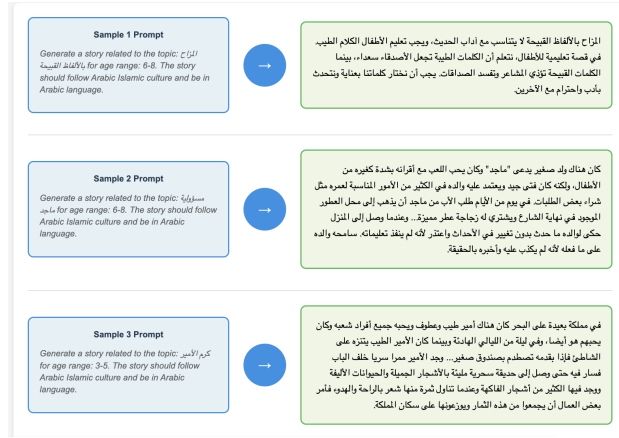 Sample 1 Prompt
Generate a story related to the topic: المزاح
بالألفاظ القبيحة for age range: 6-8. The story
should follow Arabic Islamic culture and be in
Arabic language.
→
المزاح بالألفاظ القبيحة لا يتناسب مع آداب الحديث، ويجب تعليم الأطفال الكلام الطيب.
في قصة تعليمية للأطفال، نتعلم أن الكلمات الطيبة تجعل الأصدقاء سعداء، بينما
الكلمات القبيحة تؤذي المشاعر وتفسد الصداقات. يجب أن نختار كلماتنا بعناية ونتحدث
بأدب واحترام مع الآخرين.
Sample 2 Prompt
Generate a story related to the topic: مسؤولية
ماجد for age range: 6-8. The story should follow
Arabic Islamic culture and be in Arabic
language.
→
كان هناك ولد صغير يدعى "ماجد" وكان يحب اللعب مع أقرانه بشدة كغيره من
الأطفال، ولكنه كان فتى جيد ويعتمد عليه والده في الكثير من الأمور المناسبة لعمره مثل
شراء بعض الطلبات. في يوم من الأيام طلب الأب من ماجد أن يذهب إلى محل العطور
الموجود في نهاية الشارع ويشتري له زجاجة عطر مميزة... وعندما وصل إلى المنزل
حكى لوالده ما حدث بدون تغيير في الأحداث واعتذر لأنه لم ينفذ تعليماته. سامحه والده
على ما فعله لأنه لم يكذب عليه وأخبره بالحقيقة.
Sample 3 Prompt
Generate a story related to the topic: كرم الأمير
for age range: 3-5. The story should follow
Arabic Islamic culture and be in Arabic
language.
→
في مملكة بعيدة على البحر كان هناك أمير طيب وعطوف ويحبه جميع أفراد شعبه وكان
يحبهم هو أيضا، وفي ليلة من الليالي الهادئة وبينما كان الأمير الطيب يتنزه على
الشاطئ فإذا بقدمه تصطدم بصندوق صغير... وجد الأمير ممرا سريا خلف الباب
فسار فيه حتى وصل إلى حديقة سحرية مليئة بالأشجار الجميلة والحيوانات الأليفة
ووجد فيها الكثير من أشجار الفاكهة وعندما تناول ثمرة منها شعر بالراحة والهدوء فأمر
بعض العمال أن يجمعوا من هذه الثمار ويوزعونها على سكان المملكة.